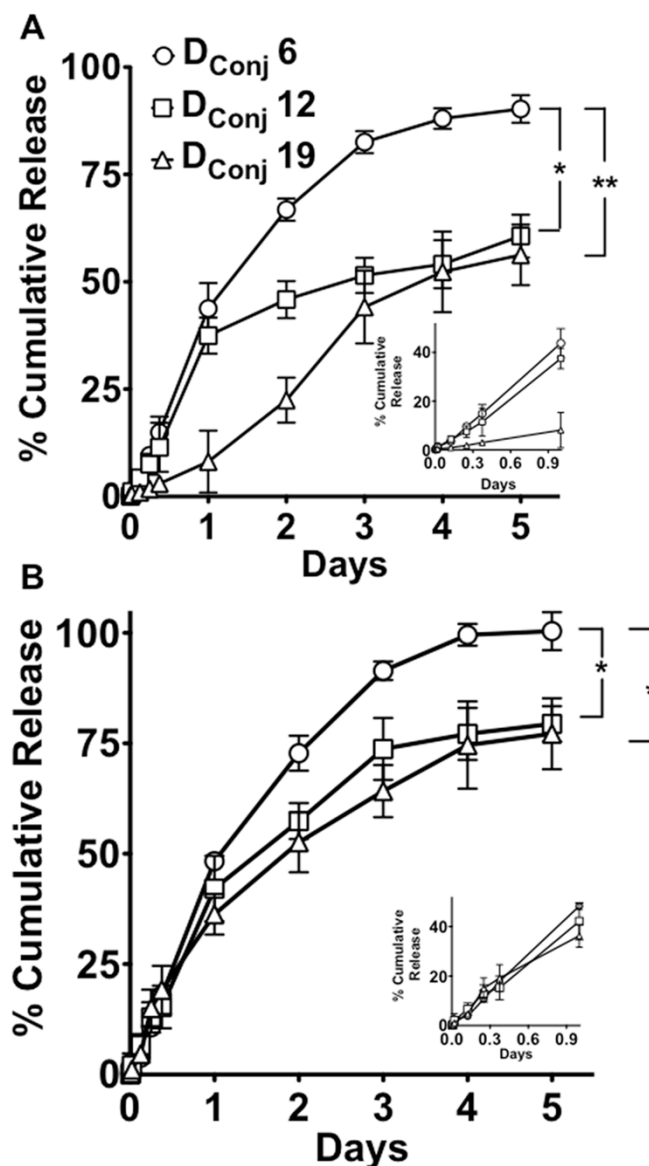 A
D_Conj 6
D_Conj 12
D_Conj 19
% Cumulative Release
100
75
50
25
0
0 1 2 3 4 5
Days
*
**
% Cumulative
Release
40
20
0
0.0 0.3 0.6 0.9
Days
B
% Cumulative Release
100
75
50
25
0
0 1 2 3 4 5
Days
*
*
% Cumulative
Release
40
20
0
0.0 0.3 0.6 0.9
Days